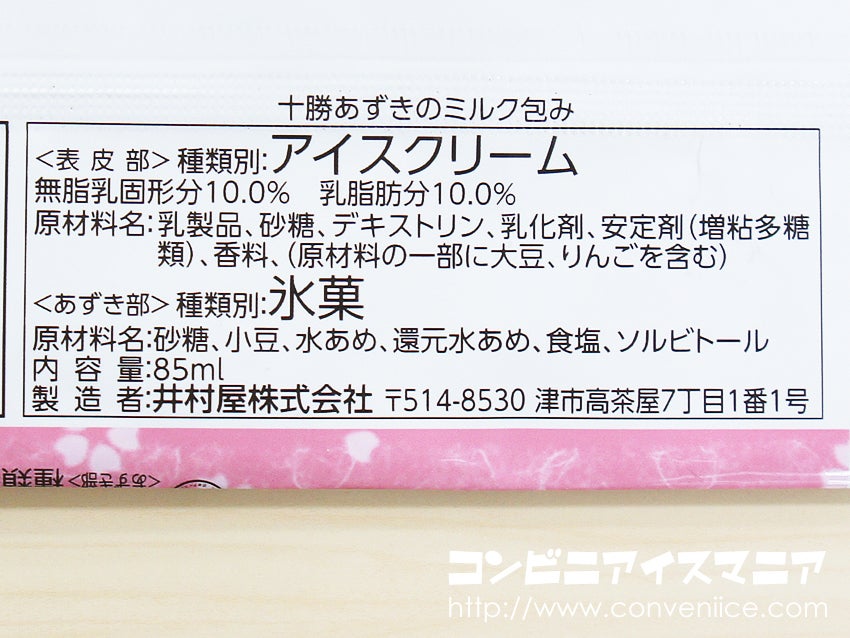 十勝あずきのミルク包み
<表皮部>種類別:アイスクリーム
無脂乳固形分10.0%　乳脂肪分10.0%
原材料名:乳製品、砂糖、デキストリン、乳化剤、安定剤(増粘多糖
類)、香料、(原材料の一部に大豆、りんごを含む)
<あずき部>種類別:氷菓
原材料名:砂糖、小豆、水あめ、還元水あめ、食塩、ソルビトール
内容量:85ml
製造者:井村屋株式会社 〒514-8530 津市高茶屋7丁目1番1号
<あずき部>種類
コンビニアイスマニア
http://www.conveniice.com